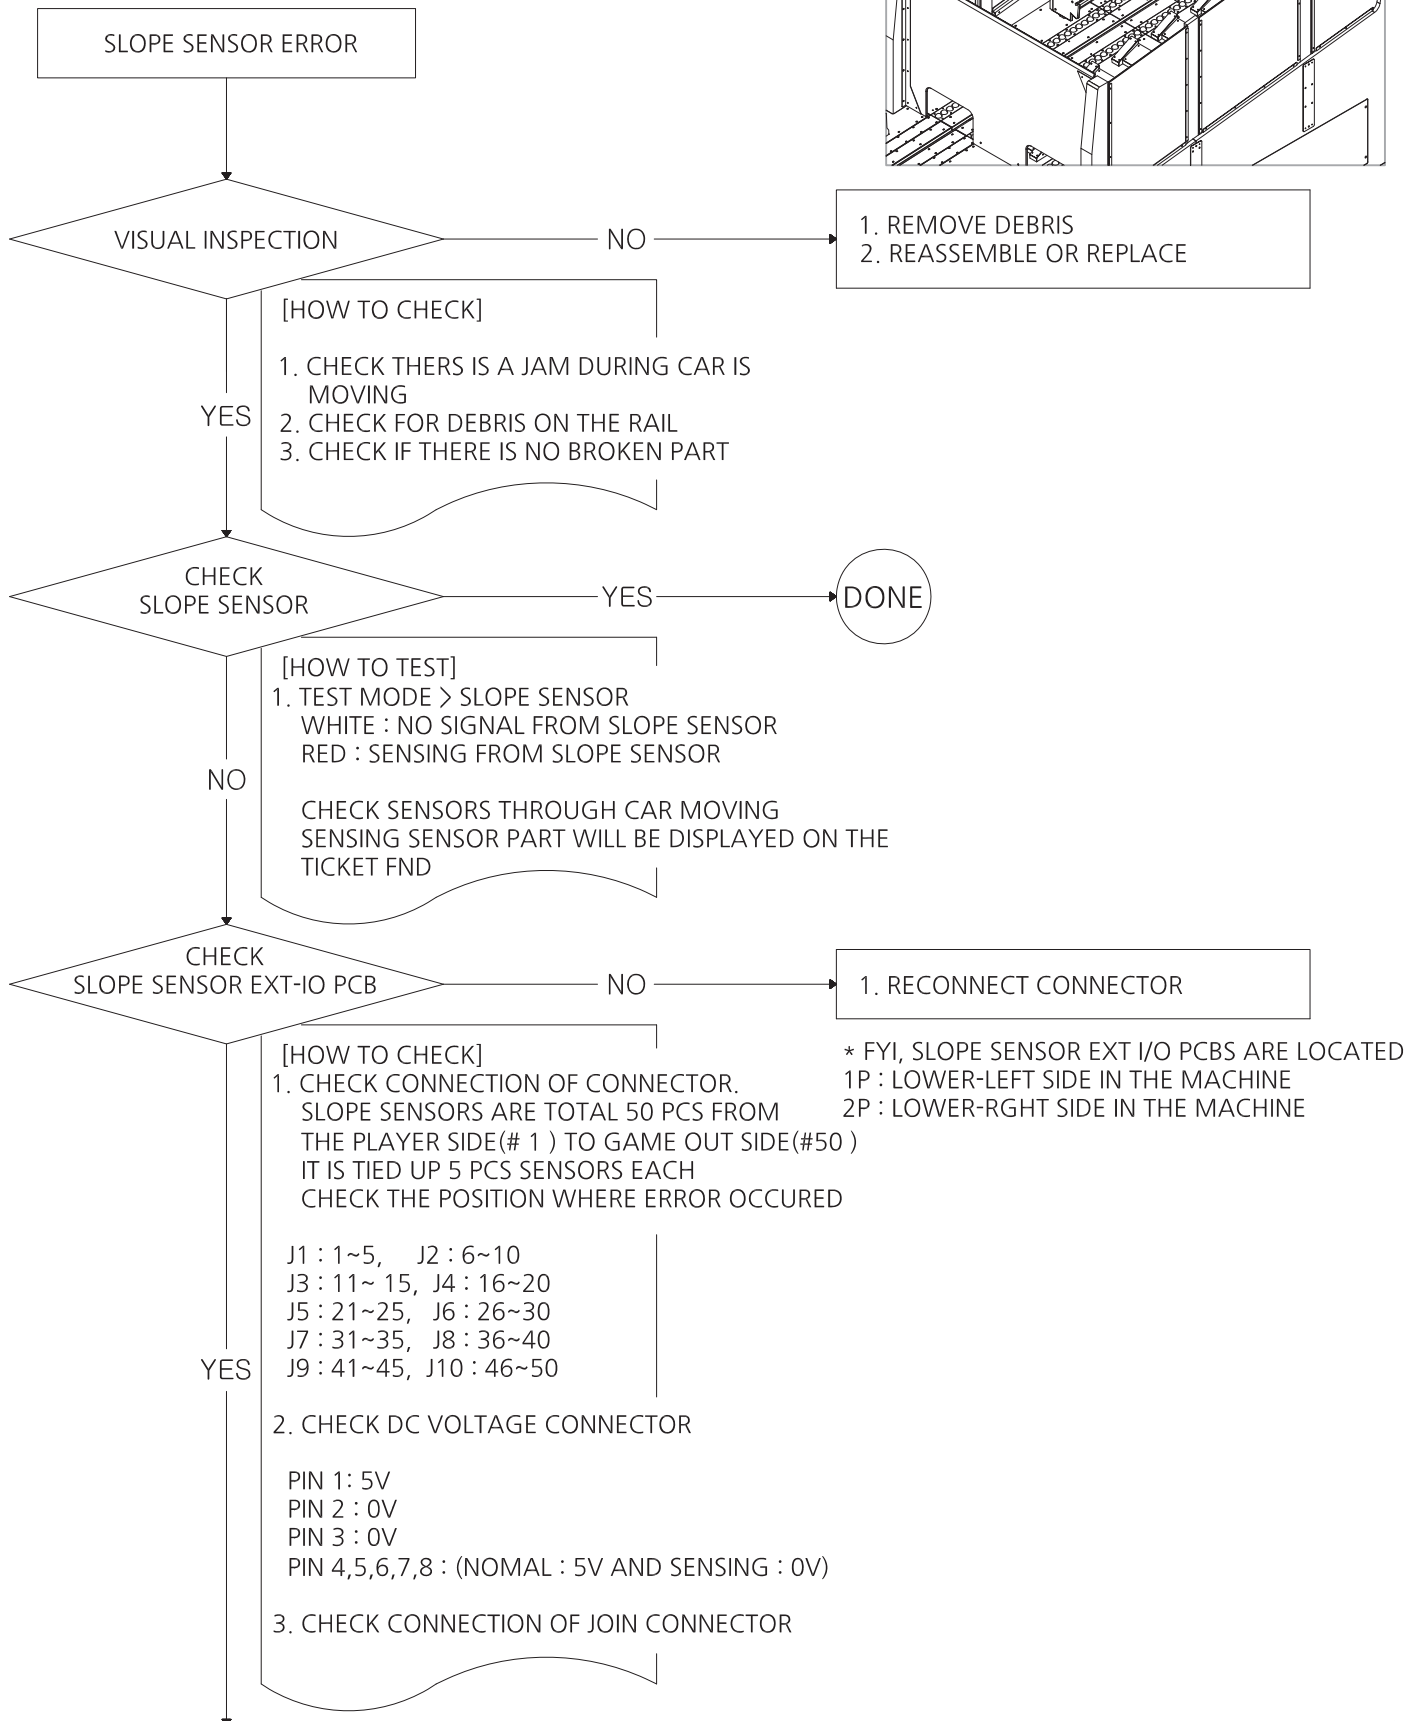 SLOPE SENSOR ERROR
VISUAL INSPECTION
NO
1. REMOVE DEBRIS
2. REASSEMBLE OR REPLACE
[HOW TO CHECK]
1. CHECK THERS IS A JAM DURING CAR IS
MOVING
2. CHECK FOR DEBRIS ON THE RAIL
3. CHECK IF THERE IS NO BROKEN PART
YES
CHECK
SLOPE SENSOR
YES
DONE
[HOW TO TEST]
1. TEST MODE > SLOPE SENSOR
WHITE : NO SIGNAL FROM SLOPE SENSOR
RED : SENSING FROM SLOPE SENSOR
CHECK SENSORS THROUGH CAR MOVING
SENSING SENSOR PART WILL BE DISPLAYED ON THE
TICKET FND
NO
CHECK
SLOPE SENSOR EXT-IO PCB
NO
1. RECONNECT CONNECTOR
* FYI, SLOPE SENSOR EXT I/O PCBS ARE LOCATED
1P : LOWER-LEFT SIDE IN THE MACHINE
2P : LOWER-RGHT SIDE IN THE MACHINE
[HOW TO CHECK]
1. CHECK CONNECTION OF CONNECTOR.
SLOPE SENSORS ARE TOTAL 50 PCS FROM
THE PLAYER SIDE(# 1 ) TO GAME OUT SIDE(#50 )
IT IS TIED UP 5 PCS SENSORS EACH
CHECK THE POSITION WHERE ERROR OCCURED
J1 : 1~5, J2 : 6~10
J3 : 11~ 15, J4 : 16~20
J5 : 21~25, J6 : 26~30
J7 : 31~35, J8 : 36~40
J9 : 41~45, J10 : 46~50
YES
2. CHECK DC VOLTAGE CONNECTOR
PIN 1: 5V
PIN 2 : 0V
PIN 3 : 0V
PIN 4,5,6,7,8 : (NOMAL : 5V AND SENSING : 0V)
3. CHECK CONNECTION OF JOIN CONNECTOR